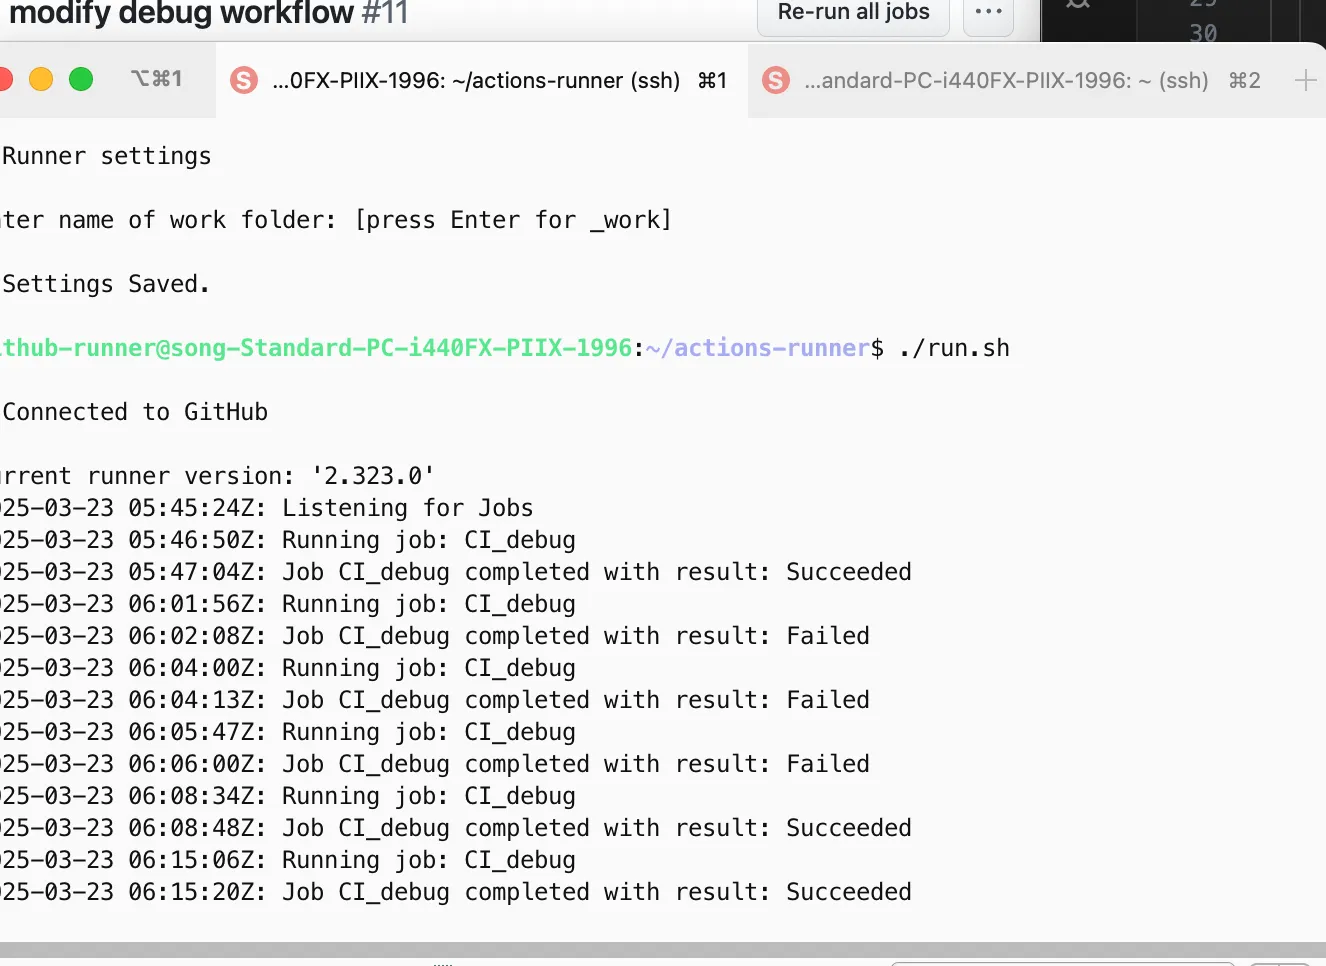 modify debug workflow #11
Re-run all jobs
30
⌥⌘1
...0FX-PIIX-1996: ~/actions-runner (ssh) ⌘1
...andard-PC-i440FX-PIIX-1996: ~ (ssh) ⌘2
Runner settings
ter name of work folder: [press Enter for _work]
Settings Saved.
thub-runner@song-Standard-PC-i440FX-PIIX-1996:~/actions-runner$ ./run.sh
Connected to GitHub
rrent runner version: '2.323.0'
25-03-23 05:45:24Z: Listening for Jobs
25-03-23 05:46:50Z: Running job: CI_debug
25-03-23 05:47:04Z: Job CI_debug completed with result: Succeeded
25-03-23 06:01:56Z: Running job: CI_debug
25-03-23 06:02:08Z: Job CI_debug completed with result: Failed
25-03-23 06:04:00Z: Running job: CI_debug
25-03-23 06:04:13Z: Job CI_debug completed with result: Failed
25-03-23 06:05:47Z: Running job: CI_debug
25-03-23 06:06:00Z: Job CI_debug completed with result: Failed
25-03-23 06:08:34Z: Running job: CI_debug
25-03-23 06:08:48Z: Job CI_debug completed with result: Succeeded
25-03-23 06:15:06Z: Running job: CI_debug
25-03-23 06:15:20Z: Job CI_debug completed with result: Succeeded